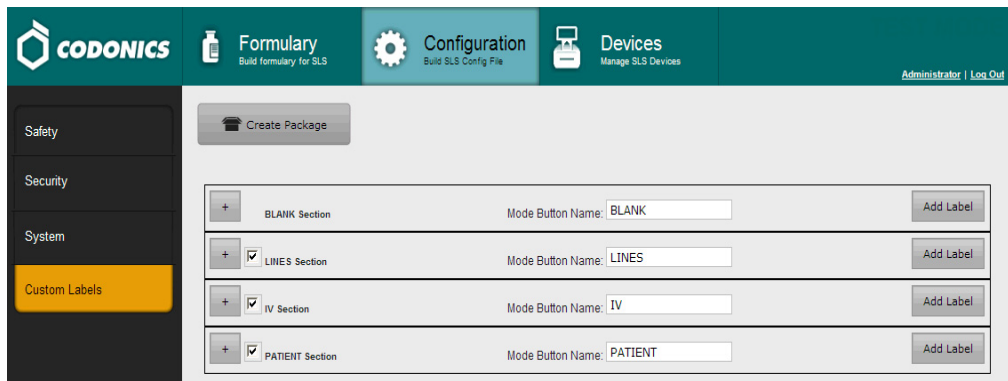 CODONICS
Formulary
Build formulary for SLS
Configuration
Build SLS Config File
Devices
Manage SLS Devices
Administrator | Log Out
Safety
Security
System
Custom Labels
Create Package
+ BLANK Section Mode Button Name: BLANK Add Label
+ LINES Section Mode Button Name: LINES Add Label
+ IV Section Mode Button Name: IV Add Label
+ PATIENT Section Mode Button Name: PATIENT Add Label